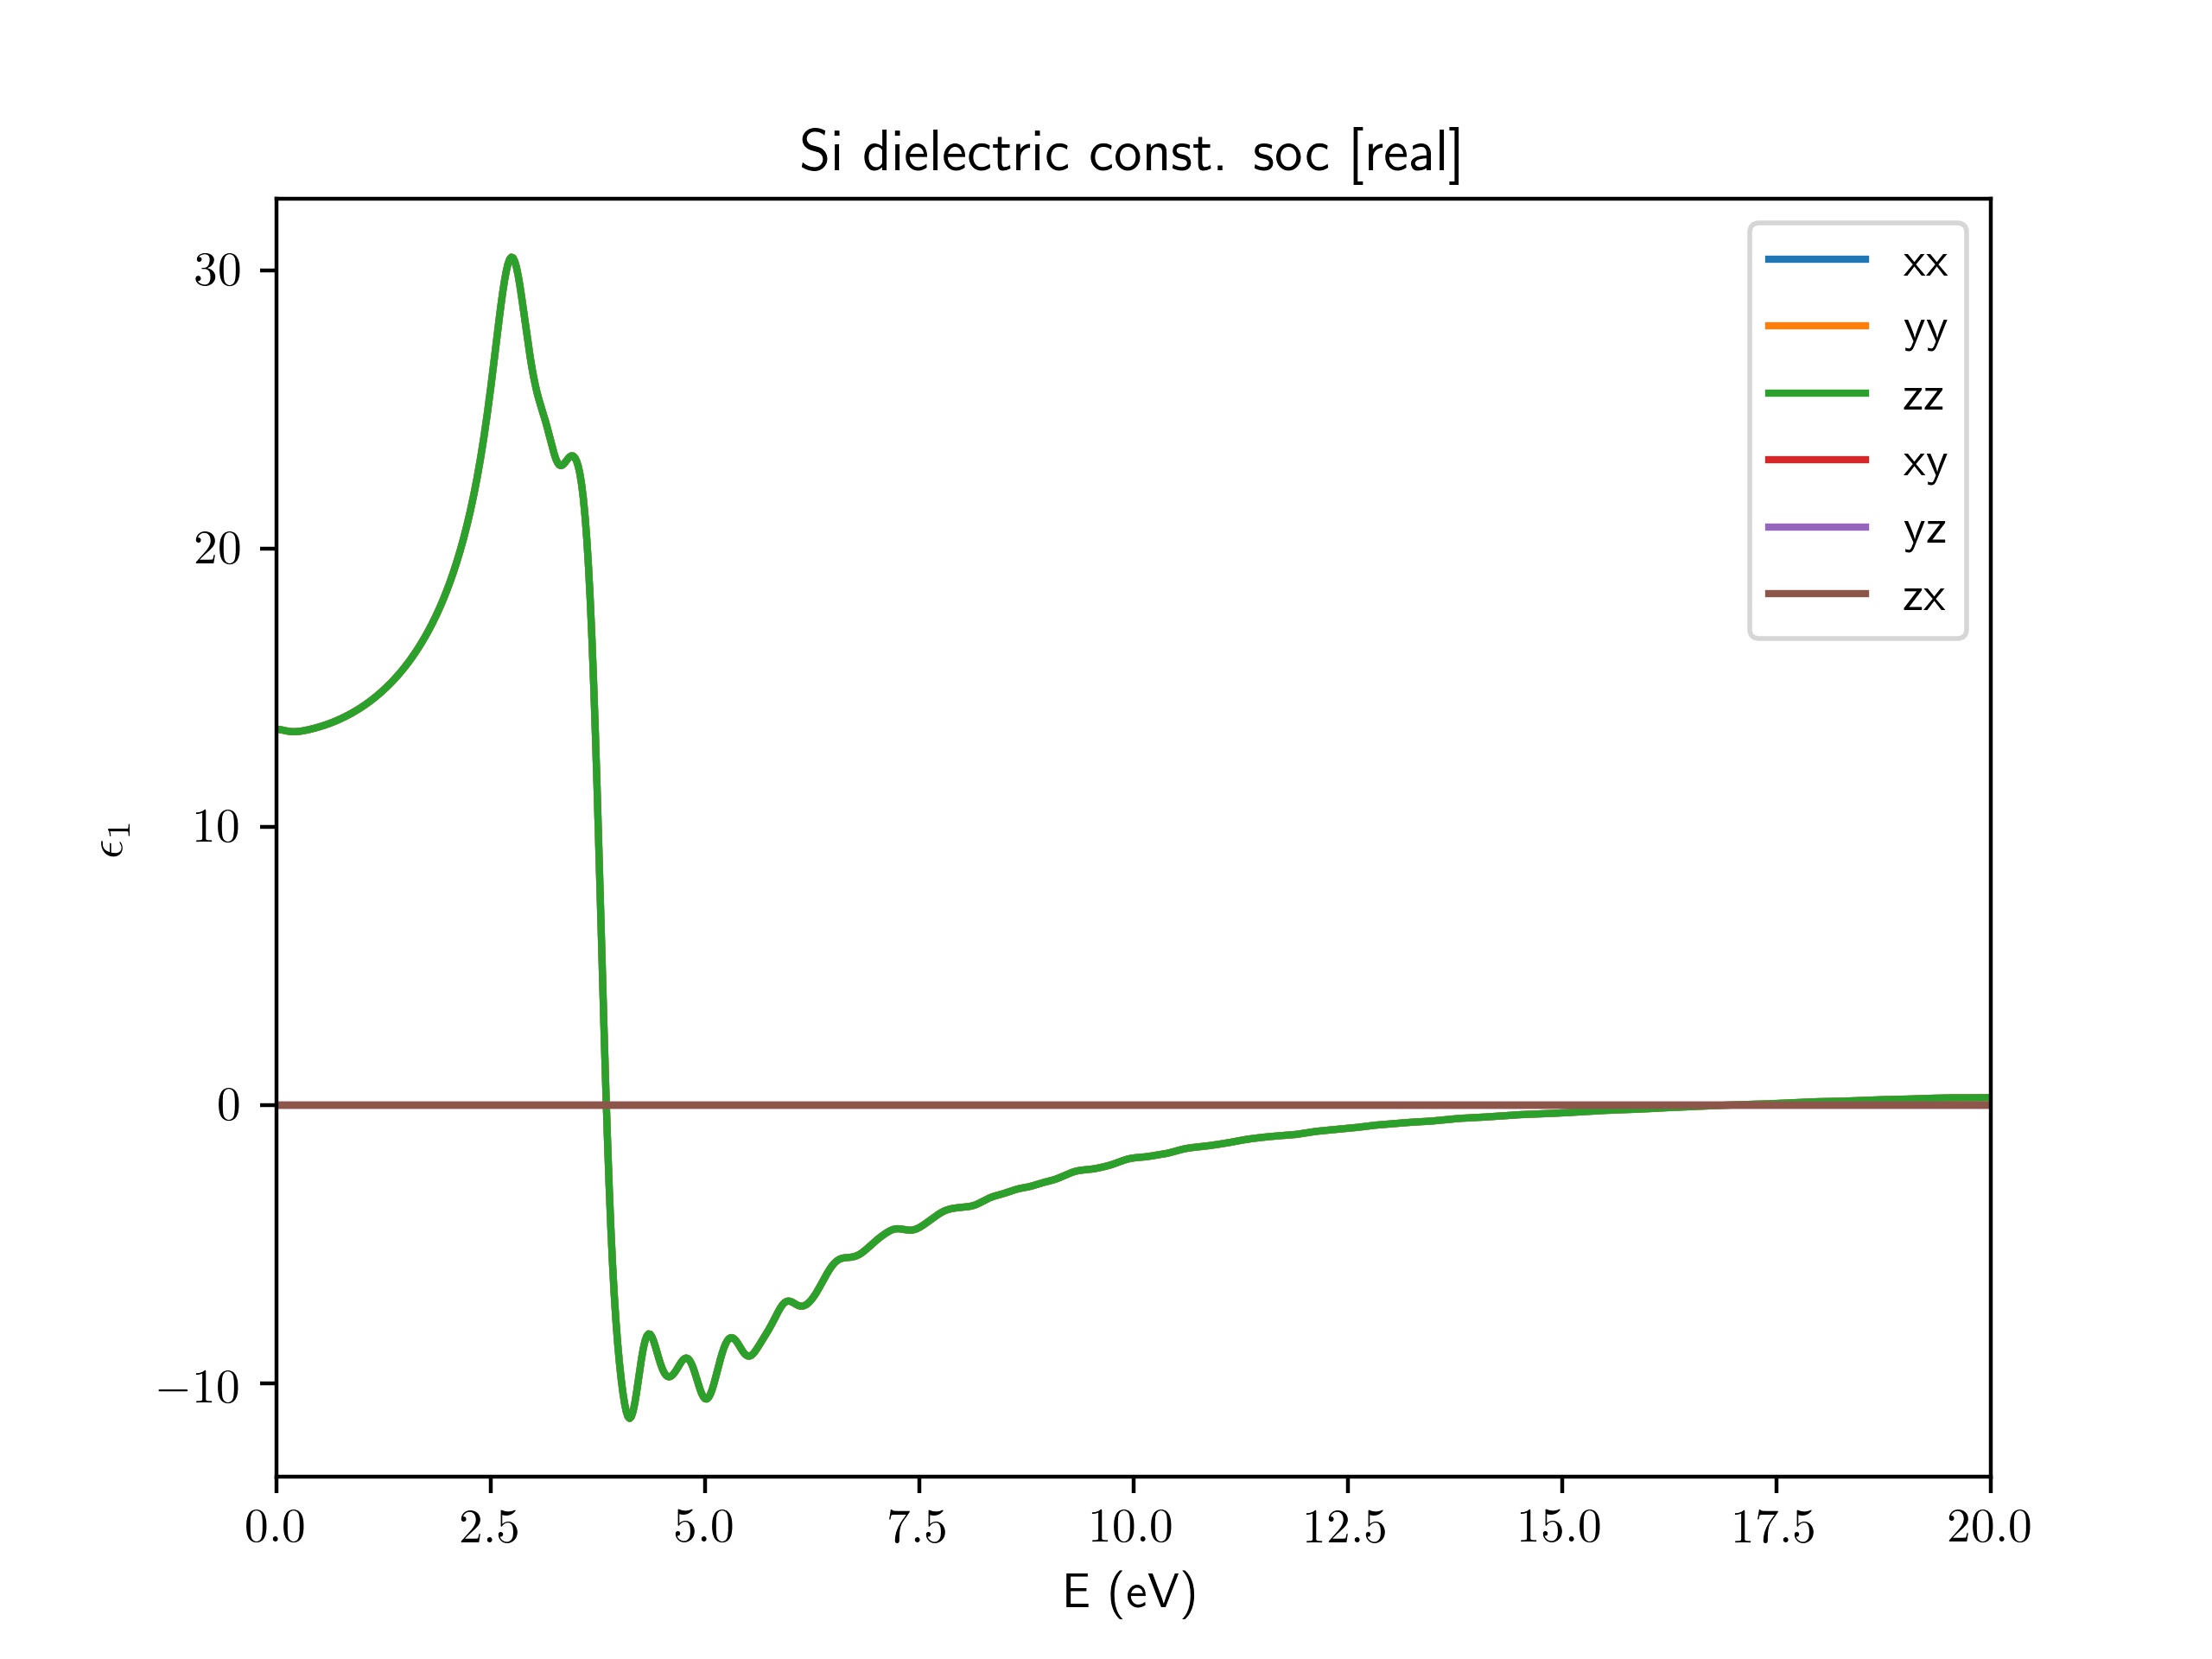 Si dielectric const. soc [real]
30
20
10
0
−10
ϵ1
xx
yy
zz
xy
yz
zx
0.0 2.5 5.0 7.5 10.0 12.5 15.0 17.5 20.0
E (eV)